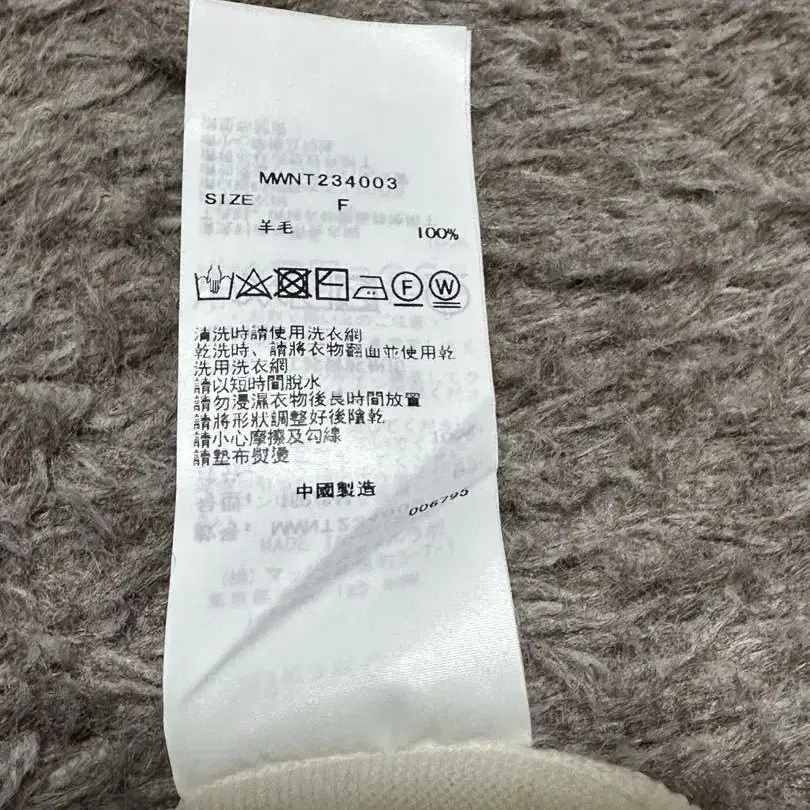 MWNT234003
SIZE F
羊毛 100%
F W
清洗時請使用洗衣網
乾洗時、請將衣物翻面並使用乾
洗用洗衣網
請以短時間脫水
請勿浸濕衣物後長時間放置
請將形狀調整好後陰乾
請小心摩擦及勾線
請墊布熨燙
中國製造
006795